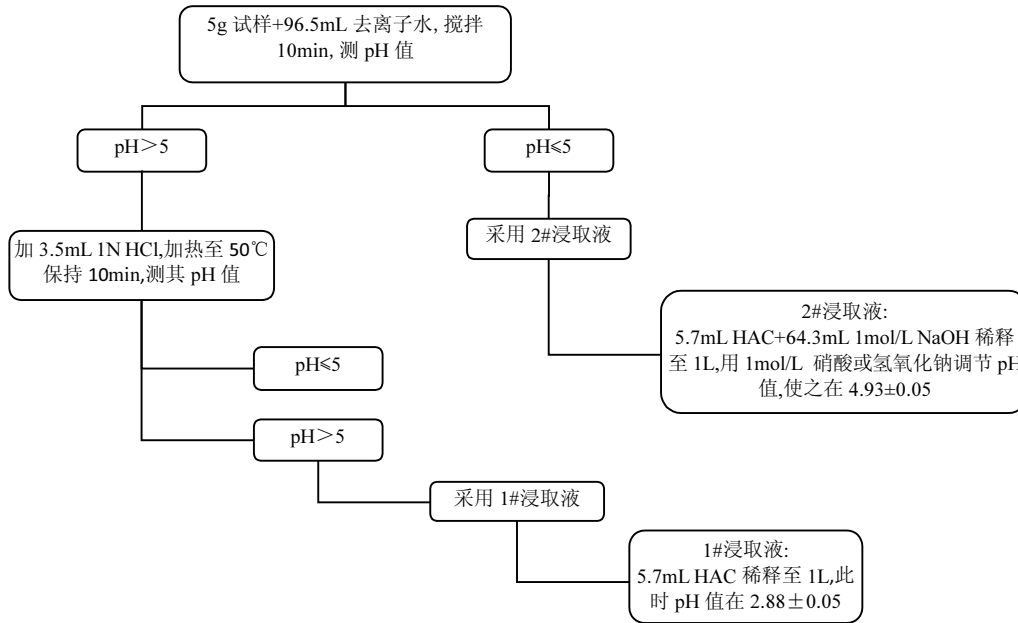 5g 试样+96.5mL 去离子水, 搅拌
10min, 测 pH 值
pH＞5
pH≤5
加 3.5mL 1N HCl,加热至 50℃
保持 10min,测其 pH 值
采用 2#浸取液
2#浸取液:
5.7mL HAC+64.3mL 1mol/L NaOH 稀释
至 1L,用 1mol/L 硝酸或氢氧化钠调节 pH
值,使之在 4.93±0.05
pH≤5
pH＞5
采用 1#浸取液
1#浸取液:
5.7mL HAC 稀释至 1L,此
时 pH 值在 2.88±0.05